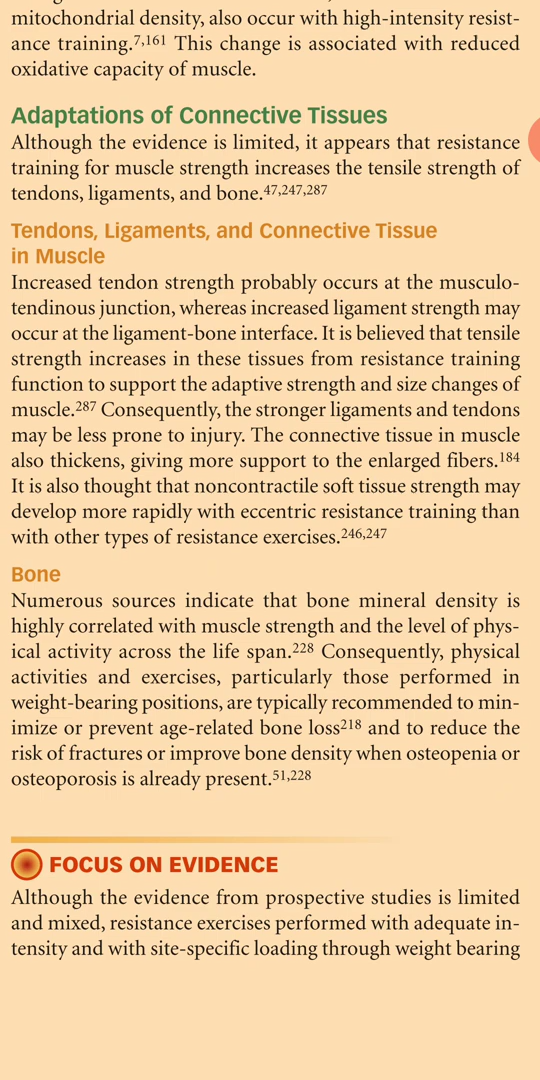 mitochondrial density, also occur with high-intensity resist-
ance training.7,161 This change is associated with reduced
oxidative capacity of muscle.
Adaptations of Connective Tissues
Although the evidence is limited, it appears that resistance
training for muscle strength increases the tensile strength of
tendons, ligaments, and bone.47,247,287
Tendons, Ligaments, and Connective Tissue
in Muscle
Increased tendon strength probably occurs at the musculo-
tendinous junction, whereas increased ligament strength may
occur at the ligament-bone interface. It is believed that tensile
strength increases in these tissues from resistance training
function to support the adaptive strength and size changes of
muscle.287 Consequently, the stronger ligaments and tendons
may be less prone to injury. The connective tissue in muscle
also thickens, giving more support to the enlarged fibers.184
It is also thought that noncontractile soft tissue strength may
develop more rapidly with eccentric resistance training than
with other types of resistance exercises.246,247
Bone
Numerous sources indicate that bone mineral density is
highly correlated with muscle strength and the level of phys-
ical activity across the life span.228 Consequently, physical
activities and exercises, particularly those performed in
weight-bearing positions, are typically recommended to min-
imize or prevent age-related bone loss218 and to reduce the
risk of fractures or improve bone density when osteopenia or
osteoporosis is already present.51,228
FOCUS ON EVIDENCE
Although the evidence from prospective studies is limited
and mixed, resistance exercises performed with adequate in-
tensity and with site-specific loading through weight bearing